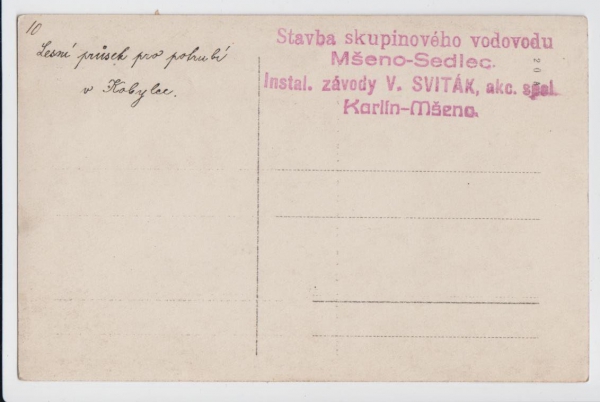 10
Lesní průsek pro potrubí
v Kobylce.
Stavba skupinového vodovodu
Mšeno-Sedlec.
Instal. závody V. SVITÁK, akc. spol.
Karlín-Mšeno.